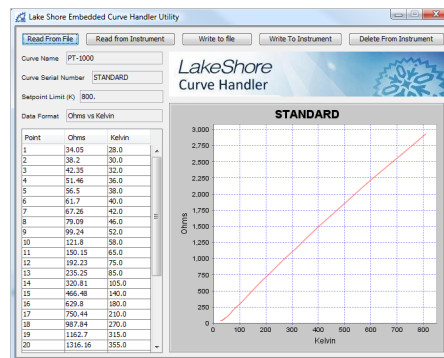 Lake Shore Embedded Curve Handler Utility
Read From File Read from Instrument Write to file Write To Instrument Delete From Instrument
Curve Name PT-1000
Curve Serial Number STANDARD
Setpoint Limit (K) 800.
Data Format Ohms vs Kelvin
LakeShore
Curve Handler
Point Ohms Kelvin
1 34.05 28.0
2 38.2 30.0
3 42.35 32.0
4 51.46 36.0
5 56.5 38.0
6 61.7 40.0
7 67.26 42.0
8 79.09 46.0
9 99.24 52.0
10 121.8 58.0
11 150.15 65.0
12 192.23 75.0
13 235.25 85.0
14 320.81 105.0
15 466.48 140.0
16 629.8 180.0
17 750.44 210.0
18 987.84 270.0
19 1162.7 315.0
20 1316.16 355.0
STANDARD
3,000
2,750
2,500
2,250
2,000
1,750
1,500
1,250
1,000
750
500
250
0
Ohms
0 100 200 300 400 500 600 700 800
Kelvin